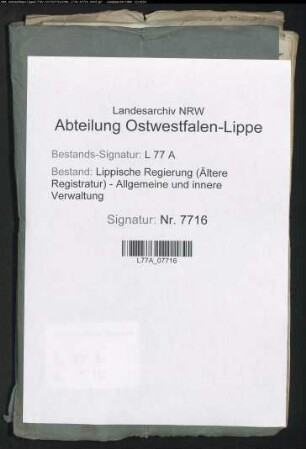 Landesarchiv NRW
Abteilung Ostwestfalen-Lippe
Bestands-Signatur: L 77 A
Bestand: Lippische Regierung (Ältere
Registratur) - Allgemeine und innere
Verwaltung
Signatur: Nr. 7716
L77A_07716